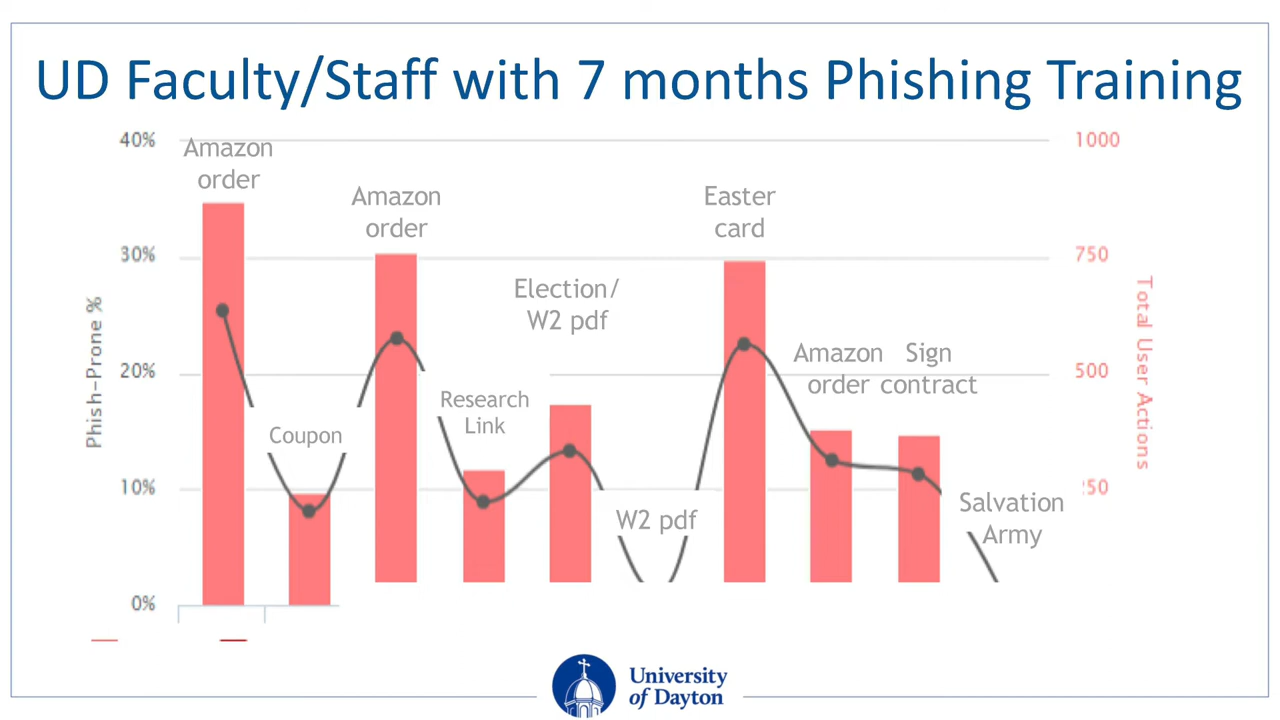 UD Faculty/Staff with 7 months Phishing Training
40%
30%
20%
10%
0%
Phish-Prone %
Amazon
order
Coupon
Amazon
order
Research
Link
Election/
W2 pdf
W2 pdf
Easter
card
Amazon
order
Sign
contract
Salvation
Army
1000
750
500
250
Total User Actions
University
of Dayton